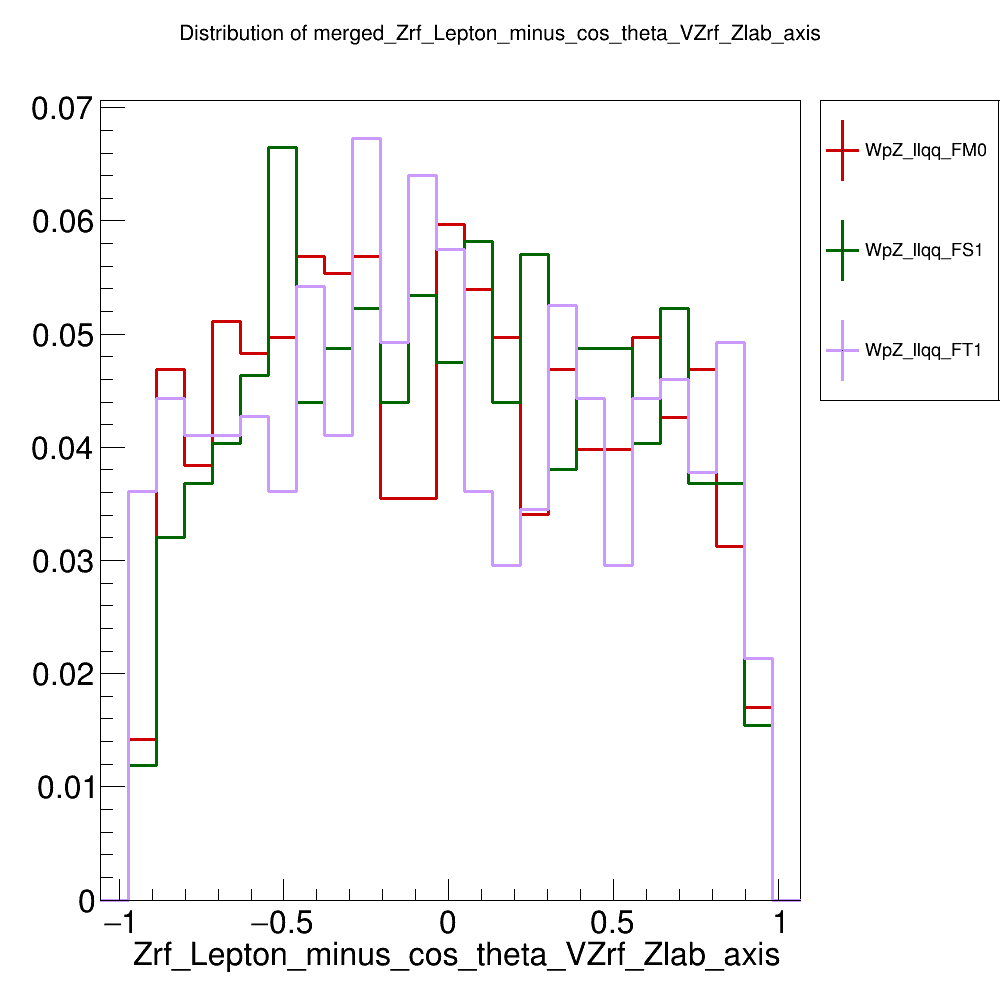 Distribution of merged_Zrf_Lepton_minus_cos_theta_VZrf_Zlab_axis
0.07
0.06
0.05
0.04
0.03
0.02
0.01
0
−1
−0.5
0
0.5
1
Zrf_Lepton_minus_cos_theta_VZrf_Zlab_axis
WpZ_llqq_FM0
WpZ_llqq_FS1
WpZ_llqq_FT1